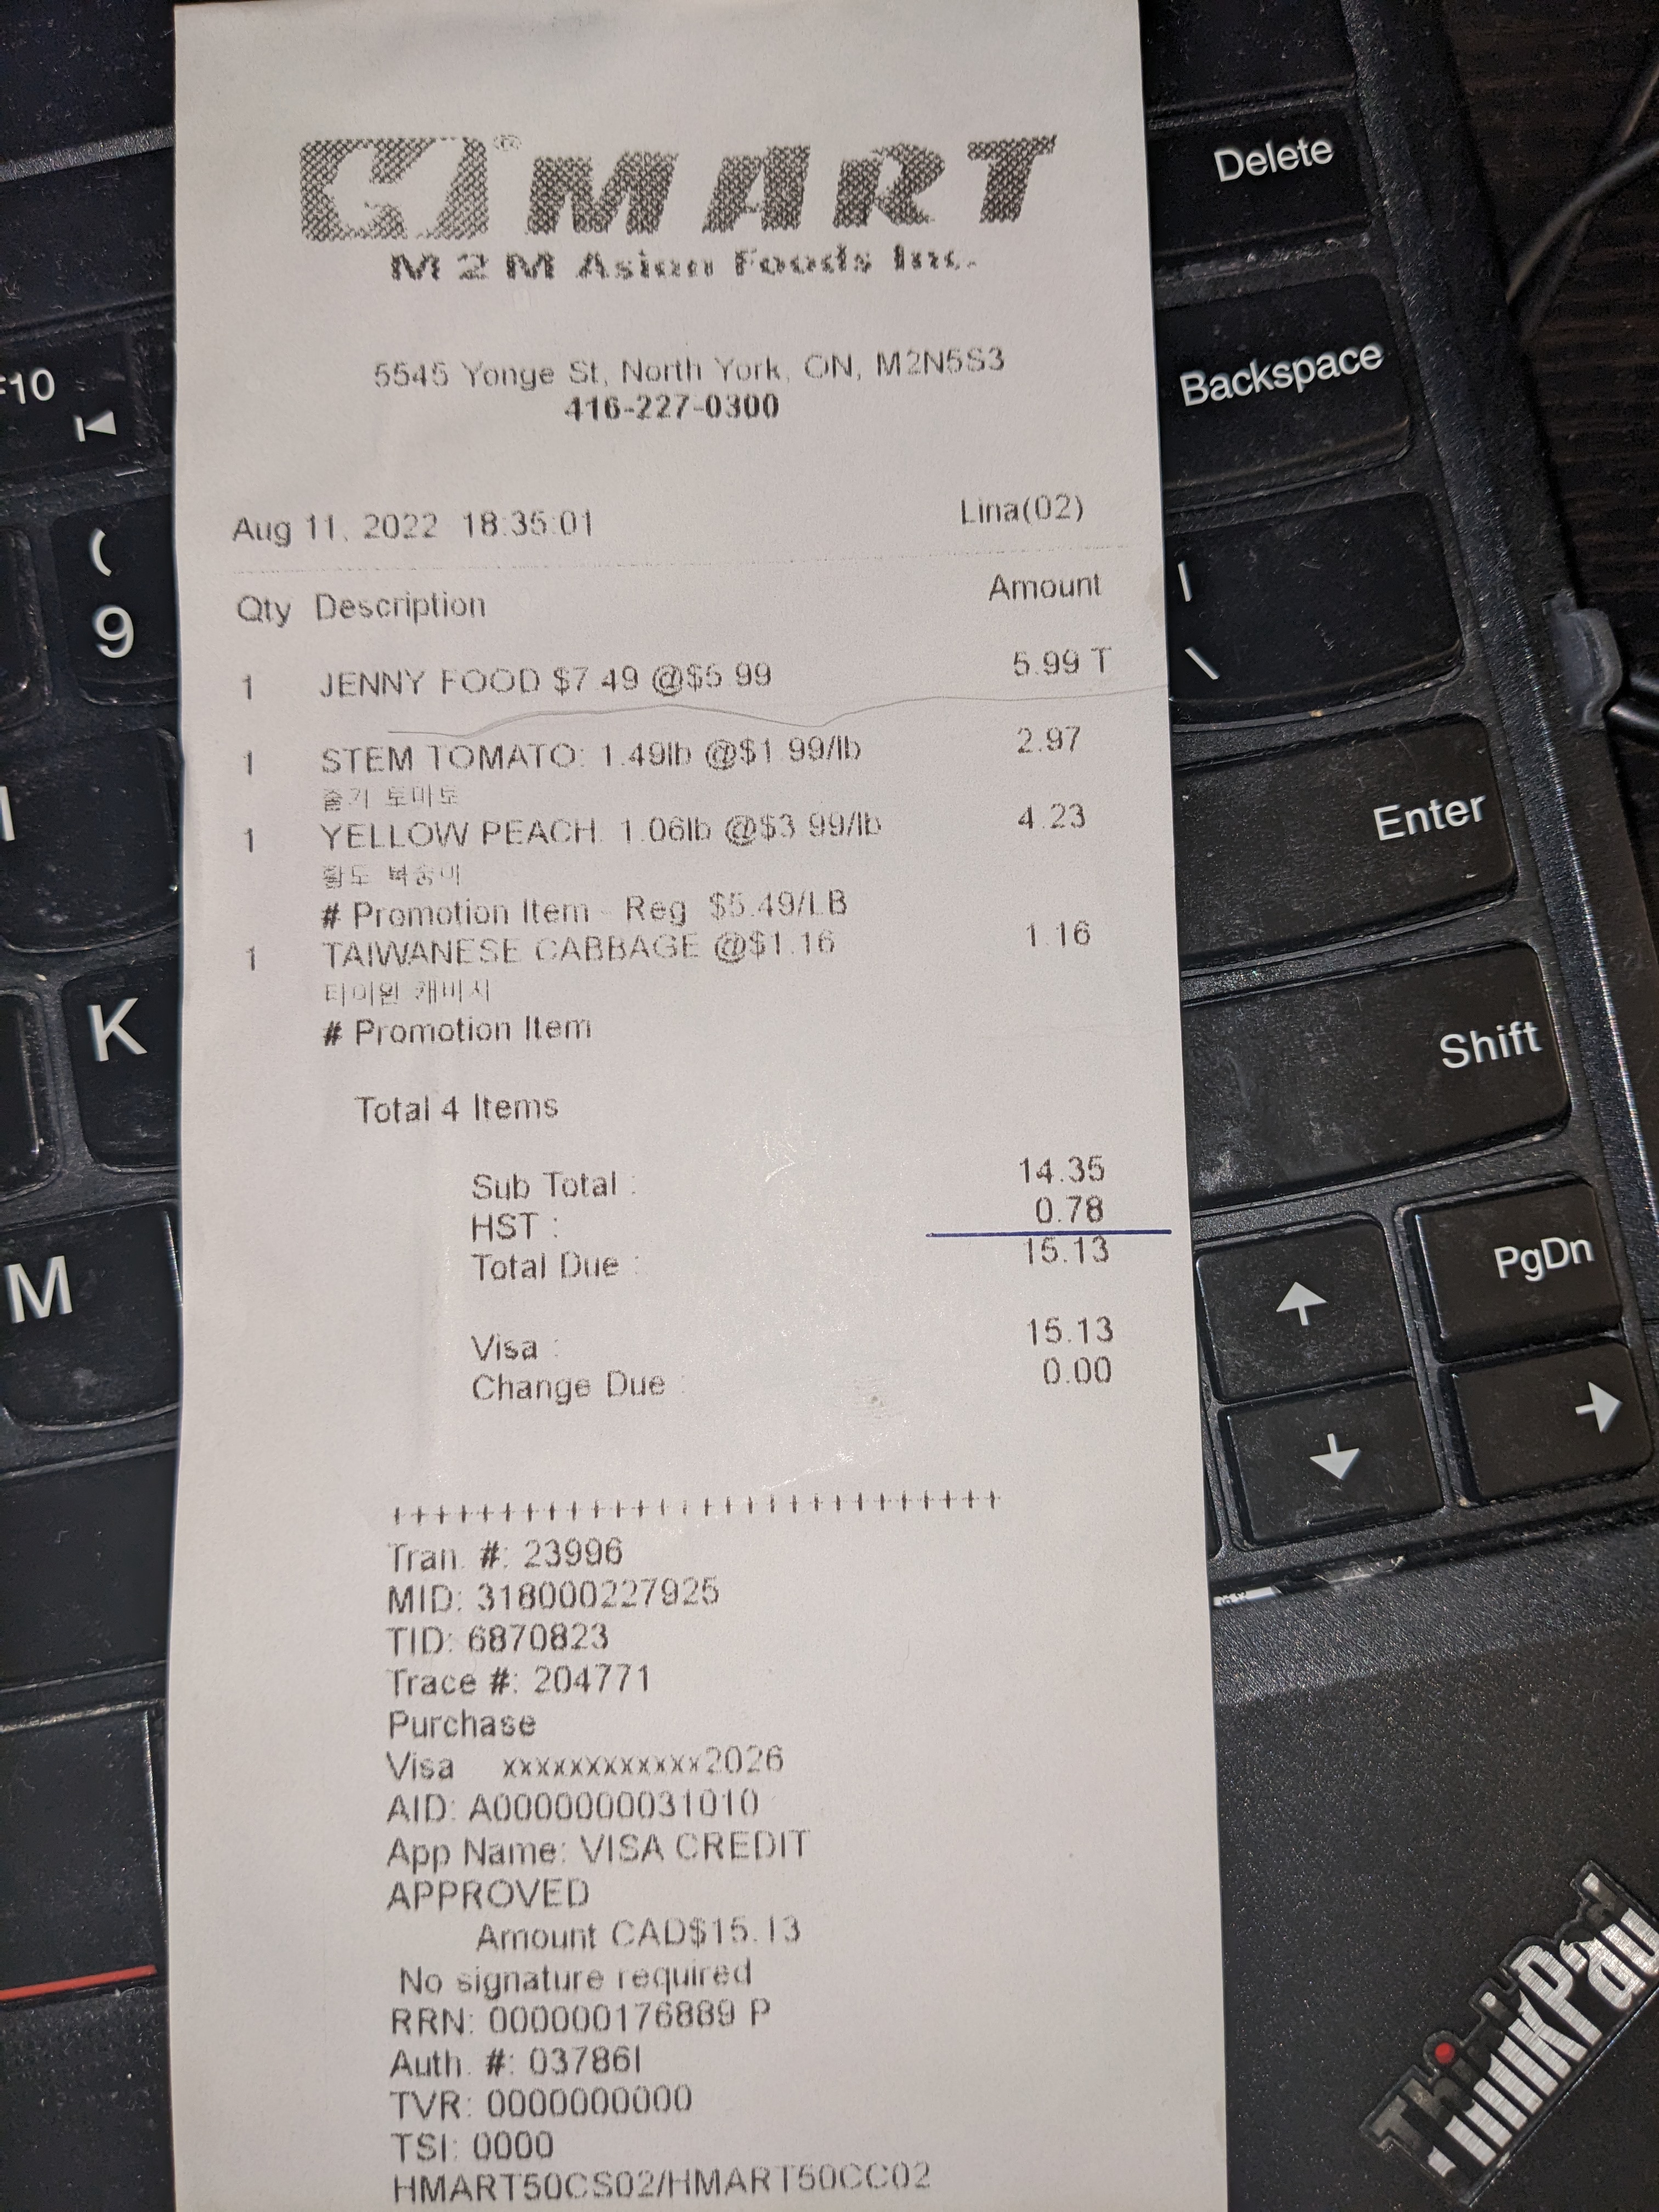 H® MART
M 2 M Asian Foods Inc.
5545 Yonge St, North York, ON, M2N5S3
416-227-0300
Aug 11, 2022 18:35:01 Lina(02)
Qty Description Amount
1 JENNY FOOD $7.49 @$5.99 5.99 T
1 STEM TOMATO: 1.49lb @$1.99/lb 2.97
줄기 토마토
1 YELLOW PEACH: 1.06lb @$3.99/lb 4.23
황도 복숭아
# Promotion Item - Reg $5.49/LB
1 TAIWANESE CABBAGE @$1.16 1.16
타이완 캐비지
# Promotion Item
Total 4 Items
Sub Total : 14.35
HST : 0.78
Total Due : 15.13
Visa : 15.13
Change Due : 0.00
++++++++++++++++++++++++++++
Tran. #: 23996
MID: 318000227925
TID: 6870823
Trace #: 204771
Purchase
Visa xxxxxxxxxxxx2026
AID: A0000000031010
App Name: VISA CREDIT
APPROVED
Amount CAD$15.13
No signature required
RRN: 000000176889 P
Auth. #: 03786I
TVR: 0000000000
TSI: 0000
HMART50CS02/HMART50CC02
F10
(
9
K
M
Delete
Backspace
|
\
Enter
Shift
PgDn
ThinkPad